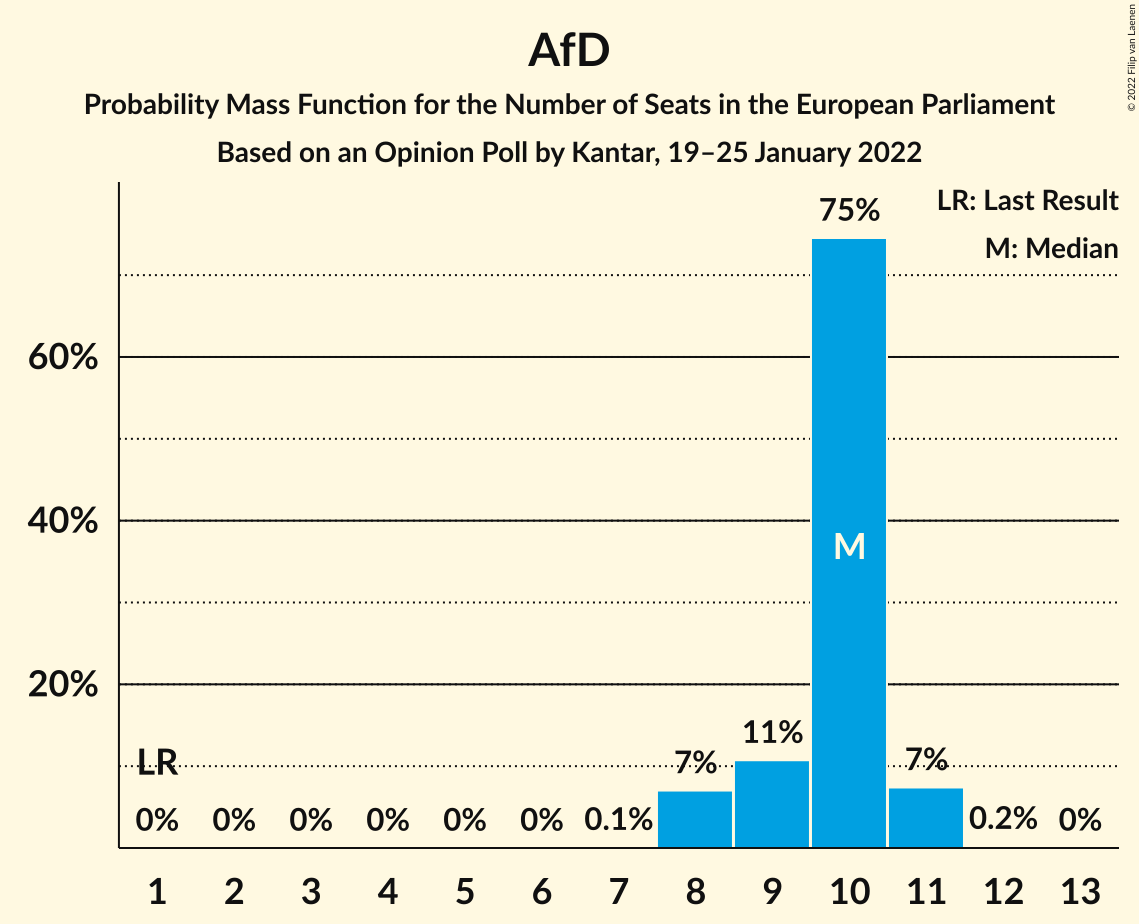 AfD
Probability Mass Function for the Number of Seats in the European Parliament
Based on an Opinion Poll by Kantar, 19–25 January 2022
© 2022 Filip van Laenen
LR: Last Result
M: Median
60%
40%
20%
LR
0%
0%
0%
0%
0%
0%
0.1%
7%
11%
75%
M
7%
0.2%
0%
1 2 3 4 5 6 7 8 9 10 11 12 13